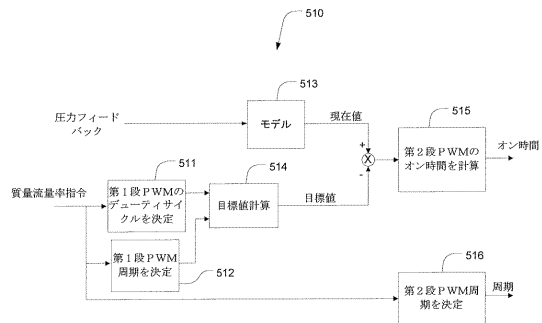 510
513
圧力フィード
バック
モデル
現在値
515
第２段ＰＷＭの
オン時間を計算
オン時間
+
X
-
511
質量流量率指令
第１段ＰＷＭの
デューティサイ
クルを決定
514
目標値計算
目標値
第１段ＰＷＭ
周期を決定
512
516
第２段ＰＷＭ周
期を決定
周期